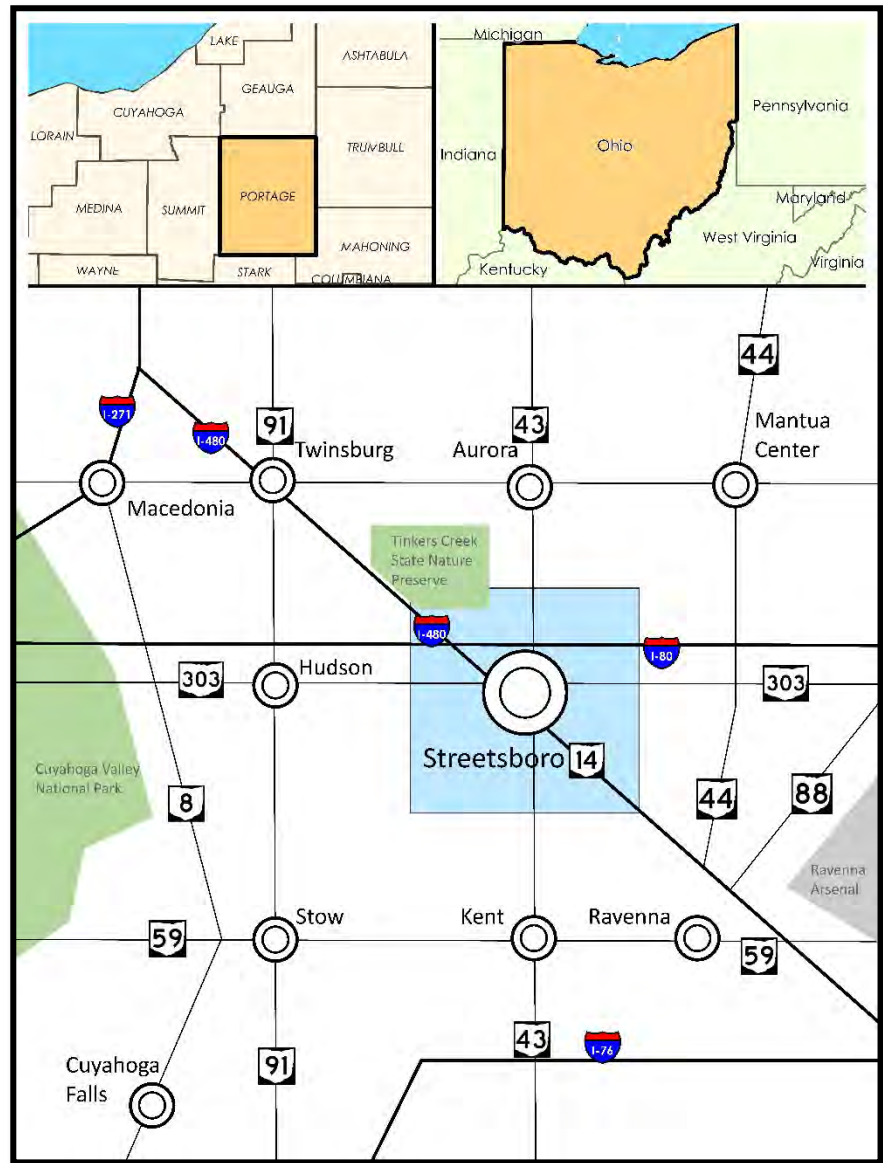 LAKE
ASHTABULA
GEAUGA
CUYAHOGA
LORAIN
TRUMBULL
PORTAGE
MEDINA
SUMMIT
MAHONING
WAYNE
STARK
COLUMBIANA
Michigan
Pennsylvania
Ohio
Indiana
Maryland
West Virginia
Virginia
Kentucky
44
I-271
I-480
91
43
Twinsburg
Aurora
Mantua
Center
Macedonia
Tinkers Creek
State Nature
Preserve
I-480
I-80
303
Hudson
303
Streetsboro
14
Cuyahoga Valley
National Park
8
44
88
Ravenna
Arsenal
59
Stow
Kent
Ravenna
59
43
I-76
91
Cuyahoga
Falls